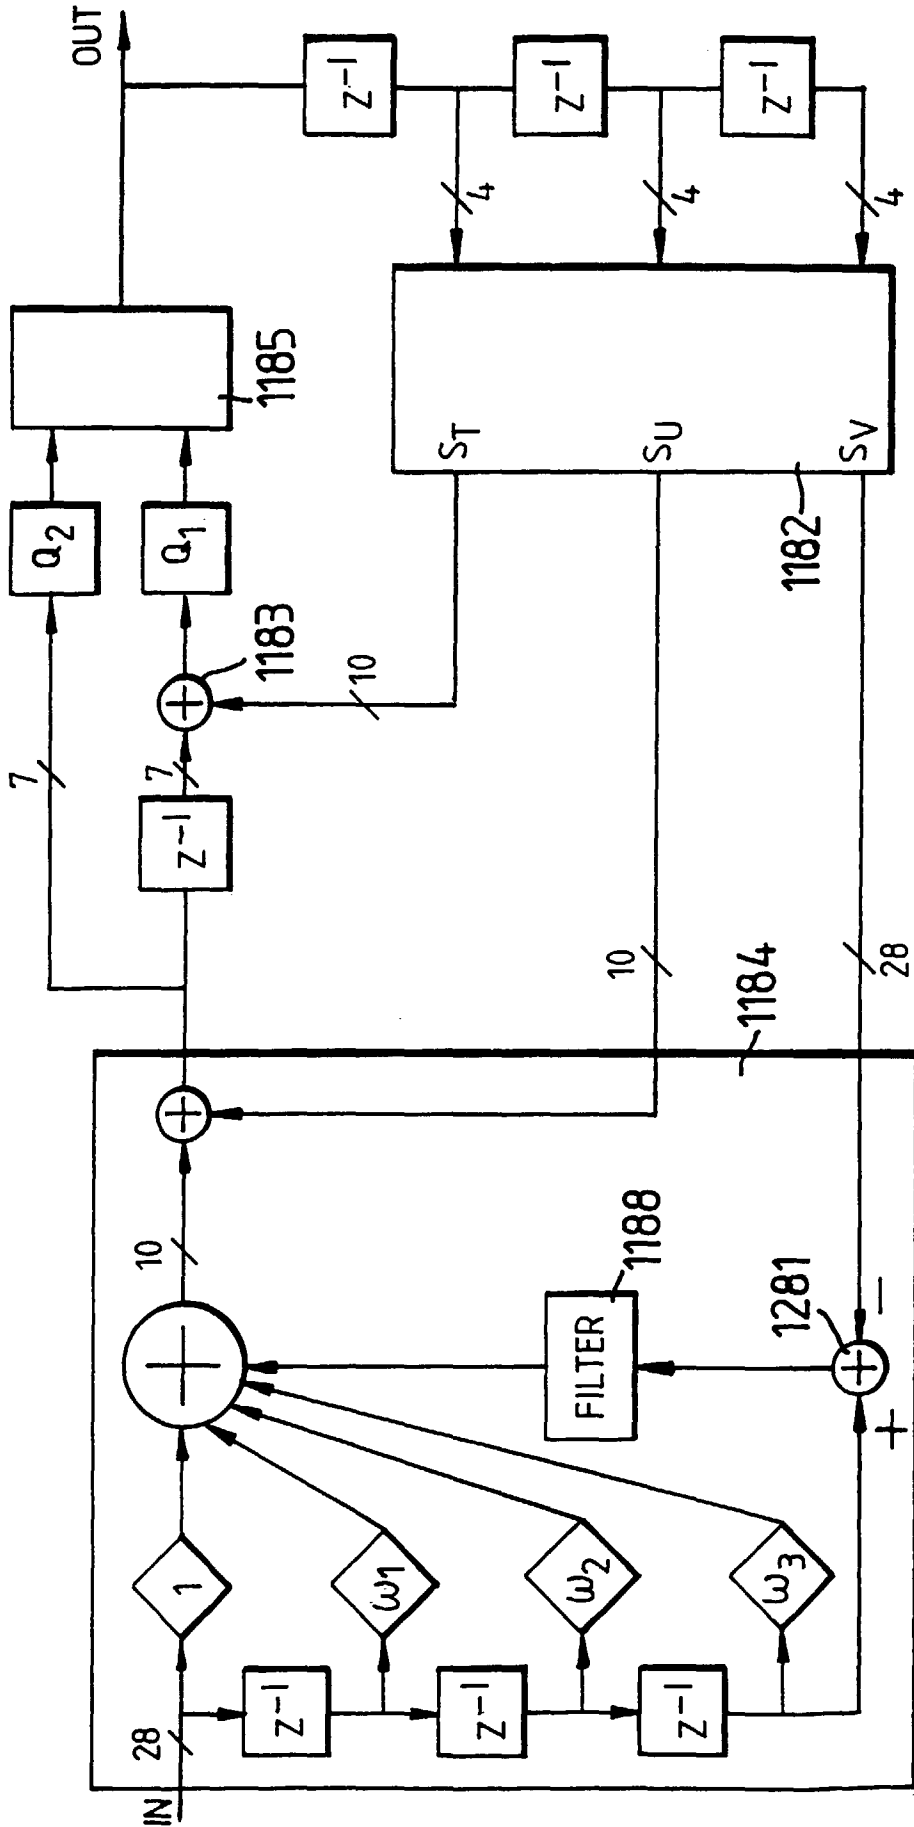 IN
28
1
z⁻¹
ω1
z⁻¹
ω2
z⁻¹
ω3
10
FILTER
1188
+
−
1281
1184
7
z⁻¹
7
1183
Q2
Q1
1185
OUT
10
10
28
ST
SU
SV
1182
z⁻¹
4
z⁻¹
4
z⁻¹
4